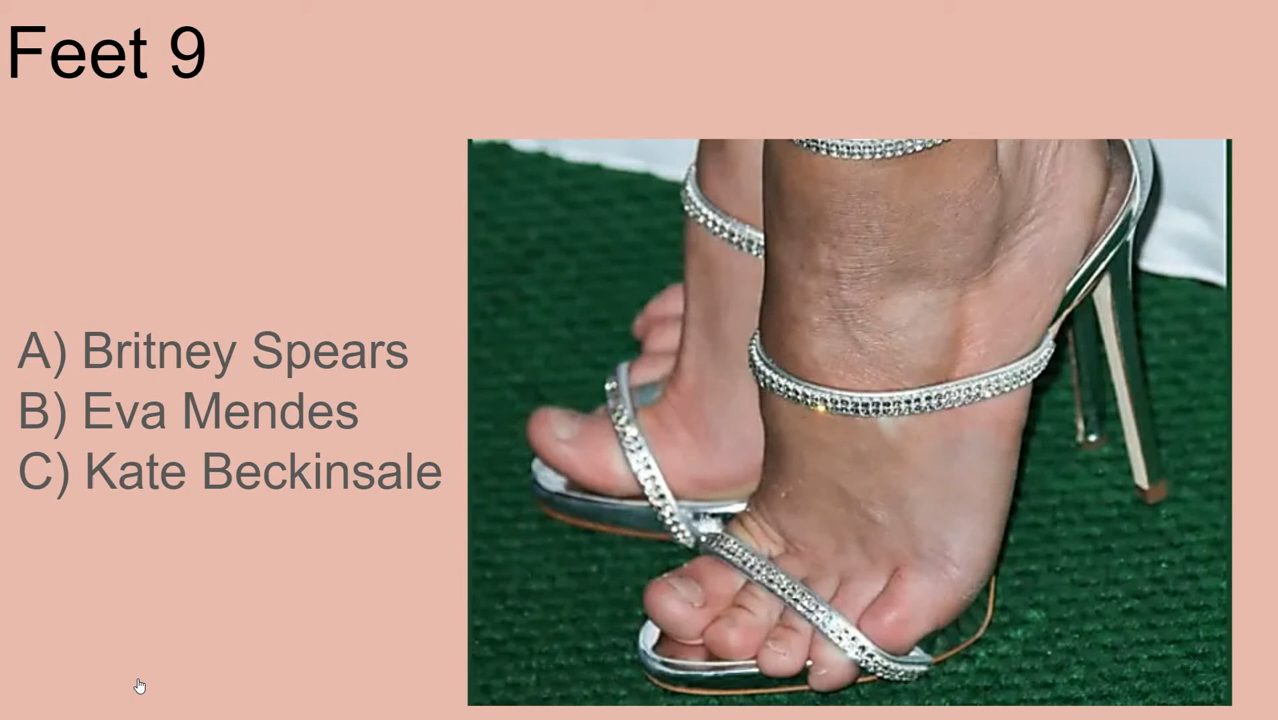 Feet 9
A) Britney Spears
B) Eva Mendes
C) Kate Beckinsale